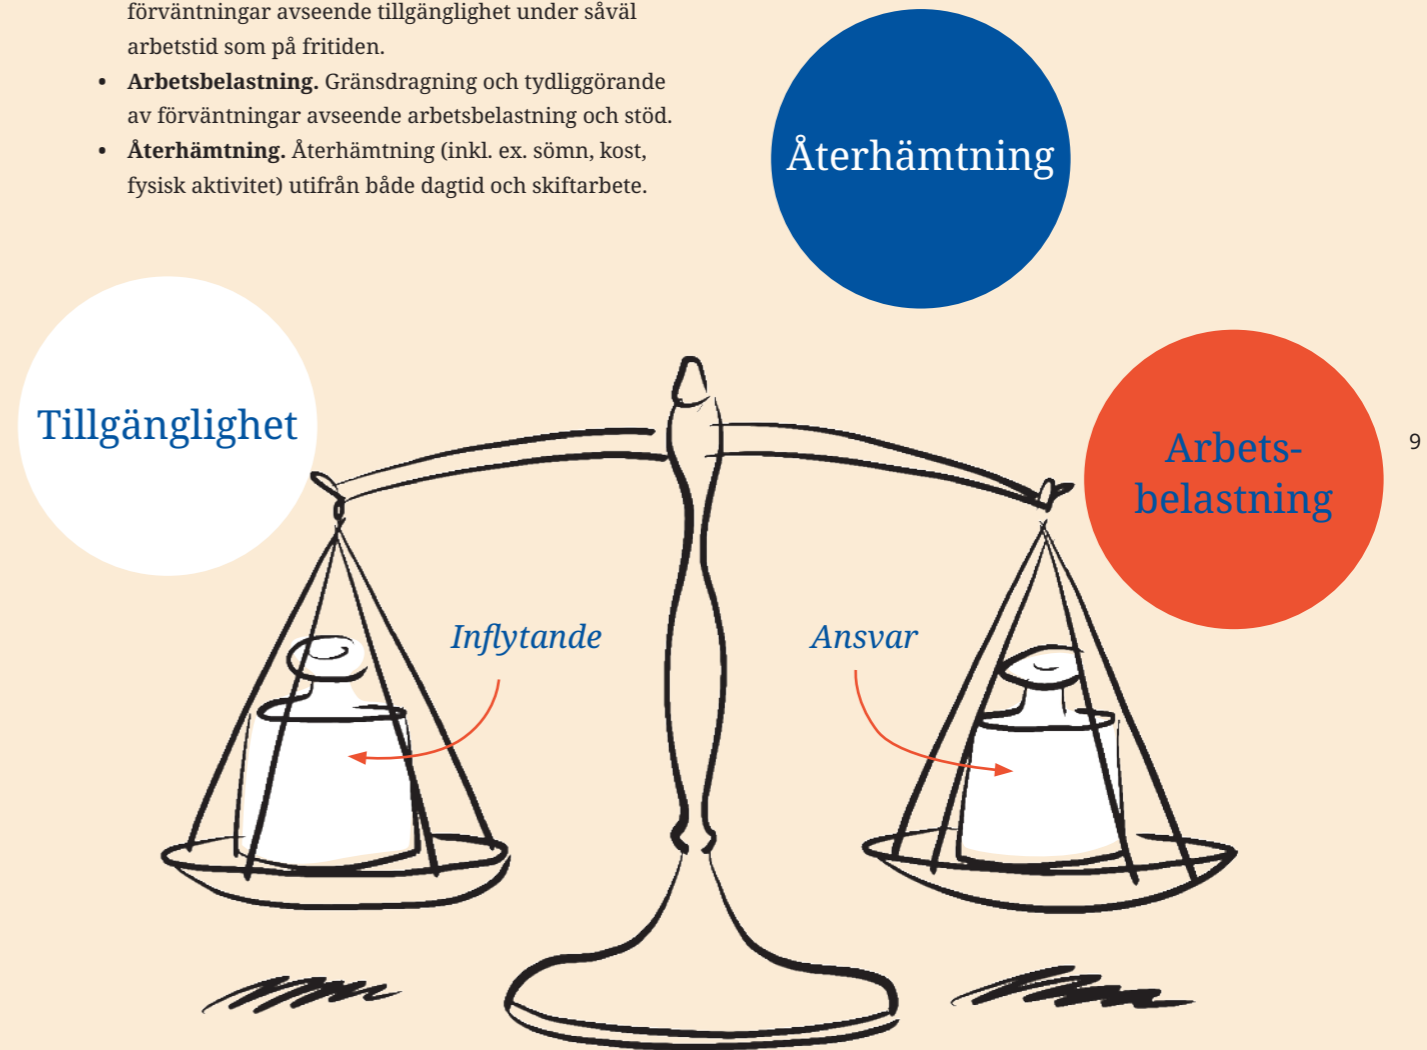 förväntningar avseende tillgänglighet under såväl
arbetstid som på fritiden.
• Arbetsbelastning. Gränsdragning och tydliggörande
av förväntningar avseende arbetsbelastning och stöd.
• Återhämtning. Återhämtning (inkl. ex. sömn, kost,
fysisk aktivitet) utifrån både dagtid och skiftarbete.
Återhämtning
Tillgänglighet
Arbets-
belastning
9
Inflytande
Ansvar